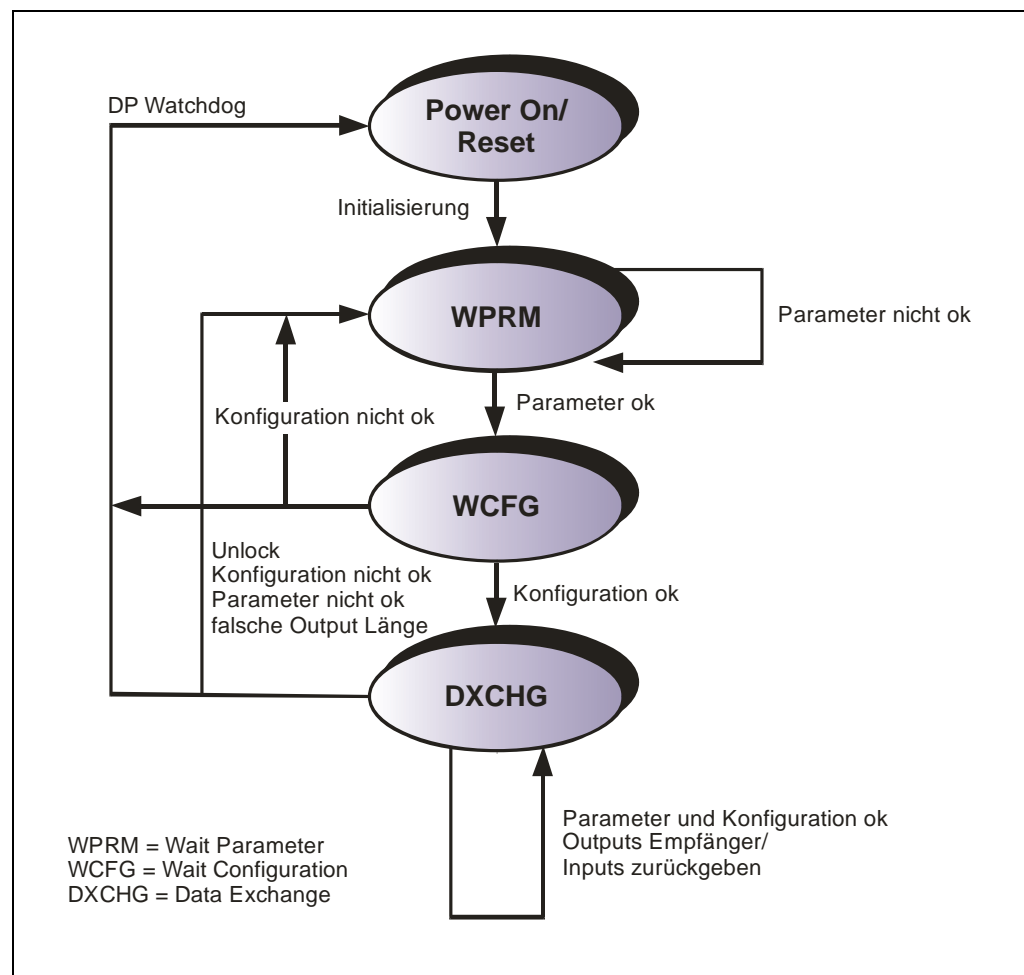 DP Watchdog
Power On/
Reset
Initialisierung
WPRM
Parameter nicht ok
Parameter ok
Konfiguration nicht ok
WCFG
Unlock
Konfiguration nicht ok
Parameter nicht ok
falsche Output Länge
Konfiguration ok
DXCHG
Parameter und Konfiguration ok
Outputs Empfänger/
Inputs zurückgeben
WPRM = Wait Parameter
WCFG = Wait Configuration
DXCHG = Data Exchange